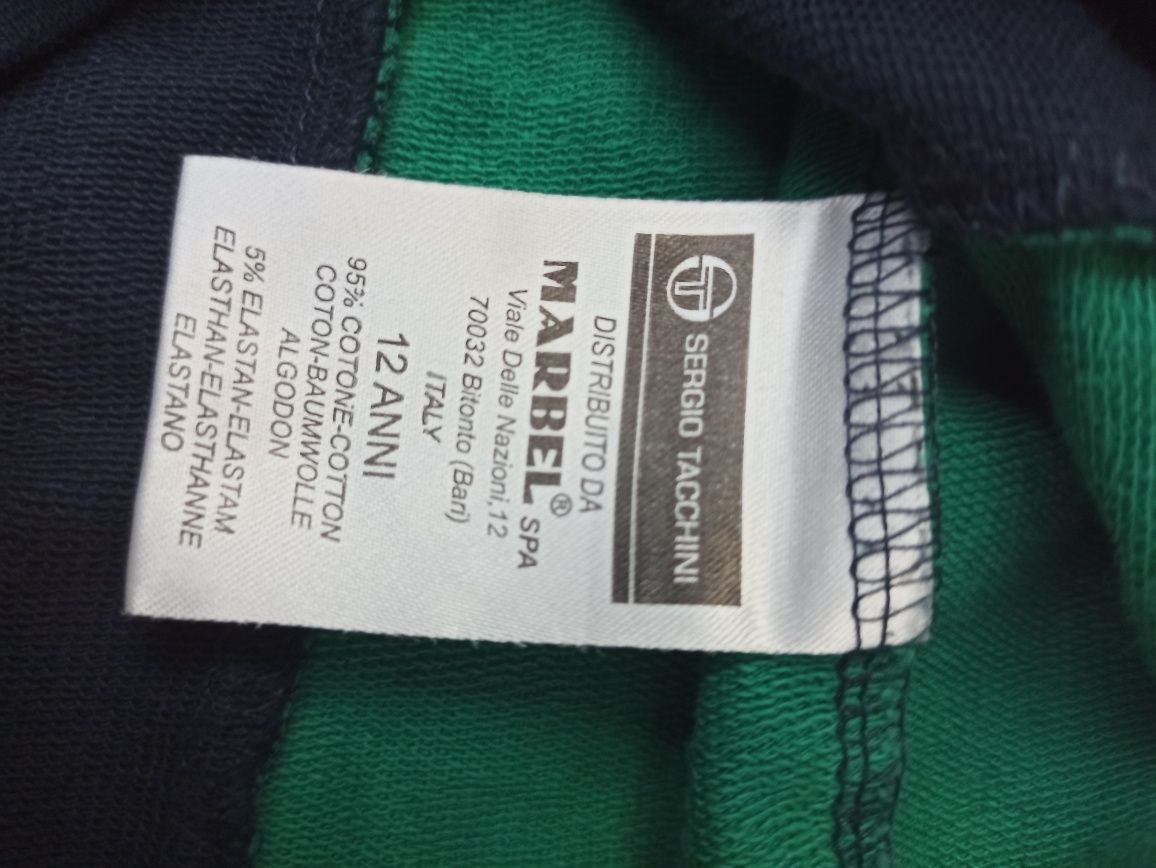 SERGIO TACCHINI
DISTRIBUITO DA
MARBEL® SPA
Viale Delle Nazioni,12
70032 Bitonto (Bari)
ITALY
12 ANNI
95% COTONE-COTTON
COTON-BAUMWOLLE
ALGODON
5% ELASTAN-ELASTAM
ELASTHAN-ELASTHANNE
ELASTANO